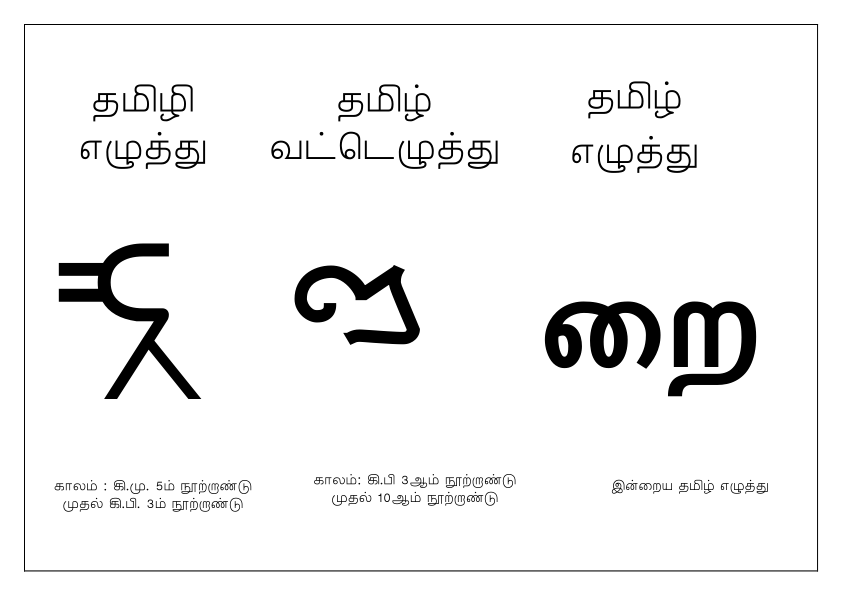 தமிழி
எழுத்து
தமிழ்
வட்டெழுத்து
தமிழ்
எழுத்து
றை
காலம் : கி.மு. 5ம் நூற்றாண்டு
முதல் கி.பி. 3ம் நூற்றாண்டு
காலம்: கி.பி 3ஆம் நூற்றாண்டு
முதல் 10ஆம் நூற்றாண்டு
இன்றைய தமிழ் எழுத்து